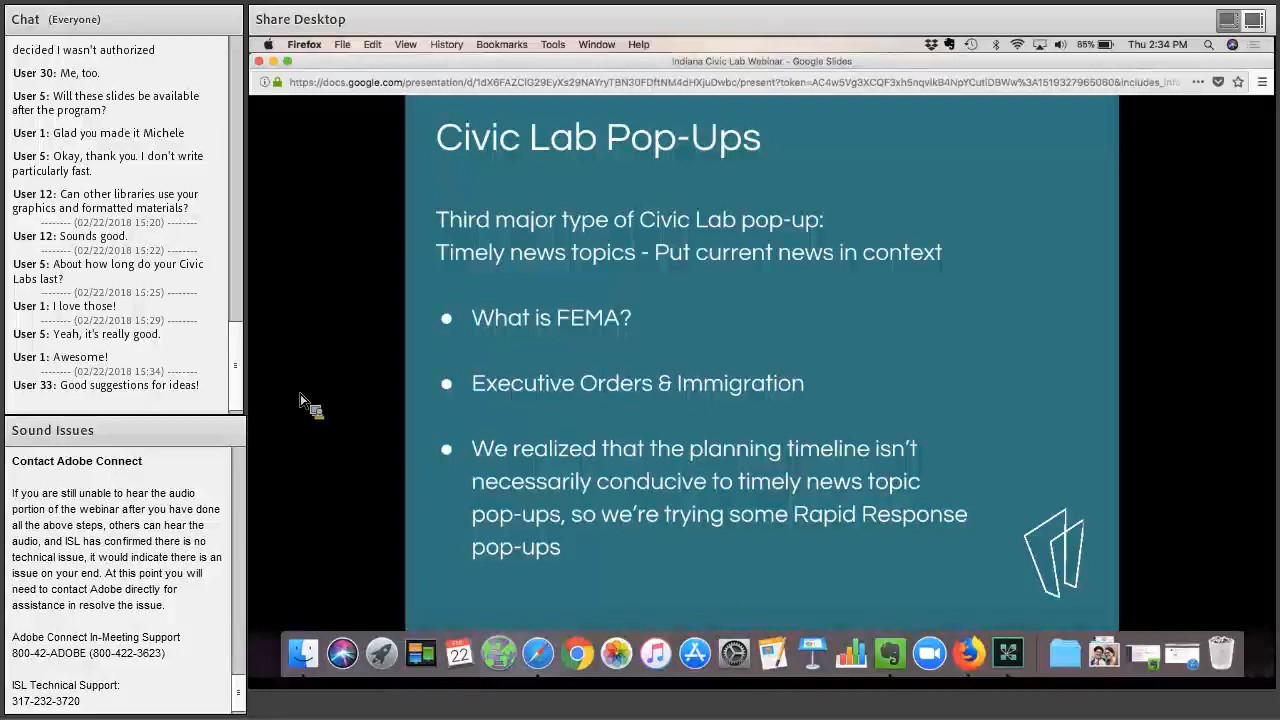 Chat (Everyone)
decided I wasn't authorized
User 30: Me, too.
User 5: Will these slides be available
after the program?
User 1: Glad you made it Michele
User 5: Okay, thank you. I don't write
particularly fast.
User 12: Can other libraries use your
graphics and formatted materials?
-------- (02/22/2018 15:20) --------
User 12: Sounds good.
-------- (02/22/2018 15:22) --------
User 5: About how long do your Civic
Labs last?
-------- (02/22/2018 15:25) --------
User 1: I love those!
-------- (02/22/2018 15:29) --------
User 5: Yeah, it's really good.
User 1: Awesome!
-------- (02/22/2018 15:34) --------
User 33: Good suggestions for ideas!
Sound Issues
Contact Adobe Connect
If you are still unable to hear the audio
portion of the webinar after you have done
all the above steps, others can hear the
audio, and ISL has confirmed there is no
technical issue, it would indicate there is an
issue on your end. At this point you will
need to contact Adobe directly for
assistance in resolve the issue.
Adobe Connect In-Meeting Support
800-42-ADOBE (800-422-3623)
ISL Technical Support:
317-232-3720
Share Desktop
Firefox File Edit View History Bookmarks Tools Window Help 85% Thu 2:34 PM
Indiana Civic Lab Webinar - Google Slides
Civic Lab Pop-Ups
Third major type of Civic Lab pop-up:
Timely news topics - Put current news in context
● What is FEMA?
● Executive Orders & Immigration
● We realized that the planning timeline isn't
necessarily conducive to timely news topic
pop-ups, so we're trying some Rapid Response
pop-ups
22